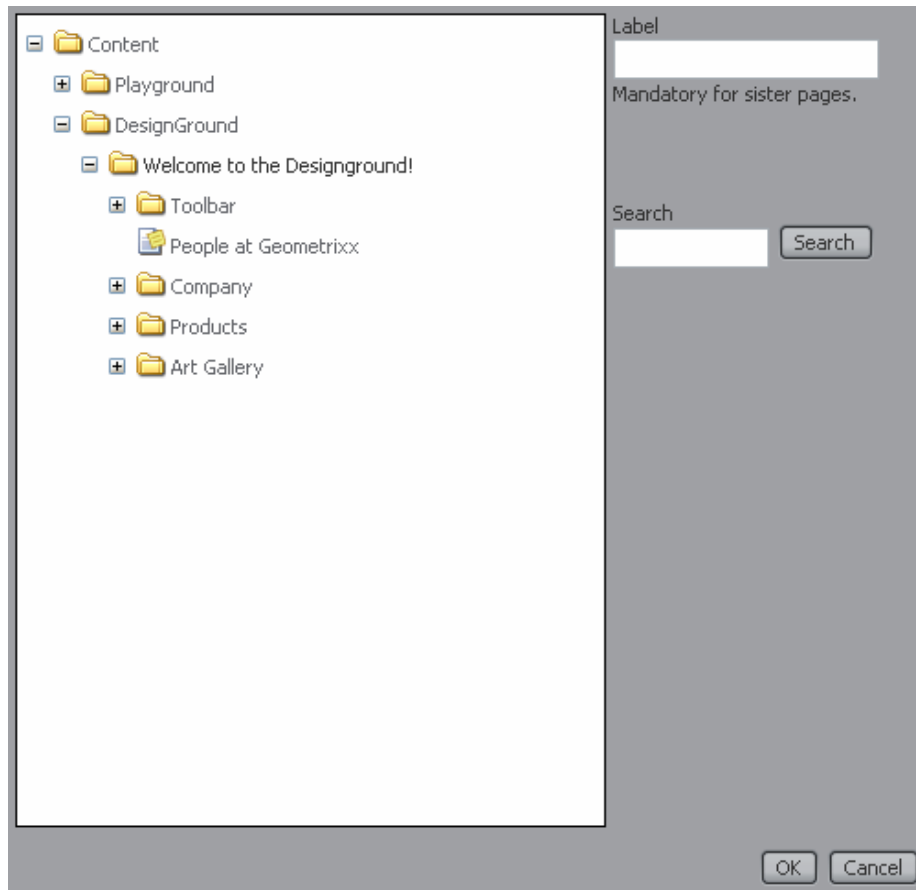 Content
Playground
DesignGround
Welcome to the Designground!
Toolbar
People at Geometrixx
Company
Products
Art Gallery
Label
Mandatory for sister pages.
Search
Search
OK
Cancel